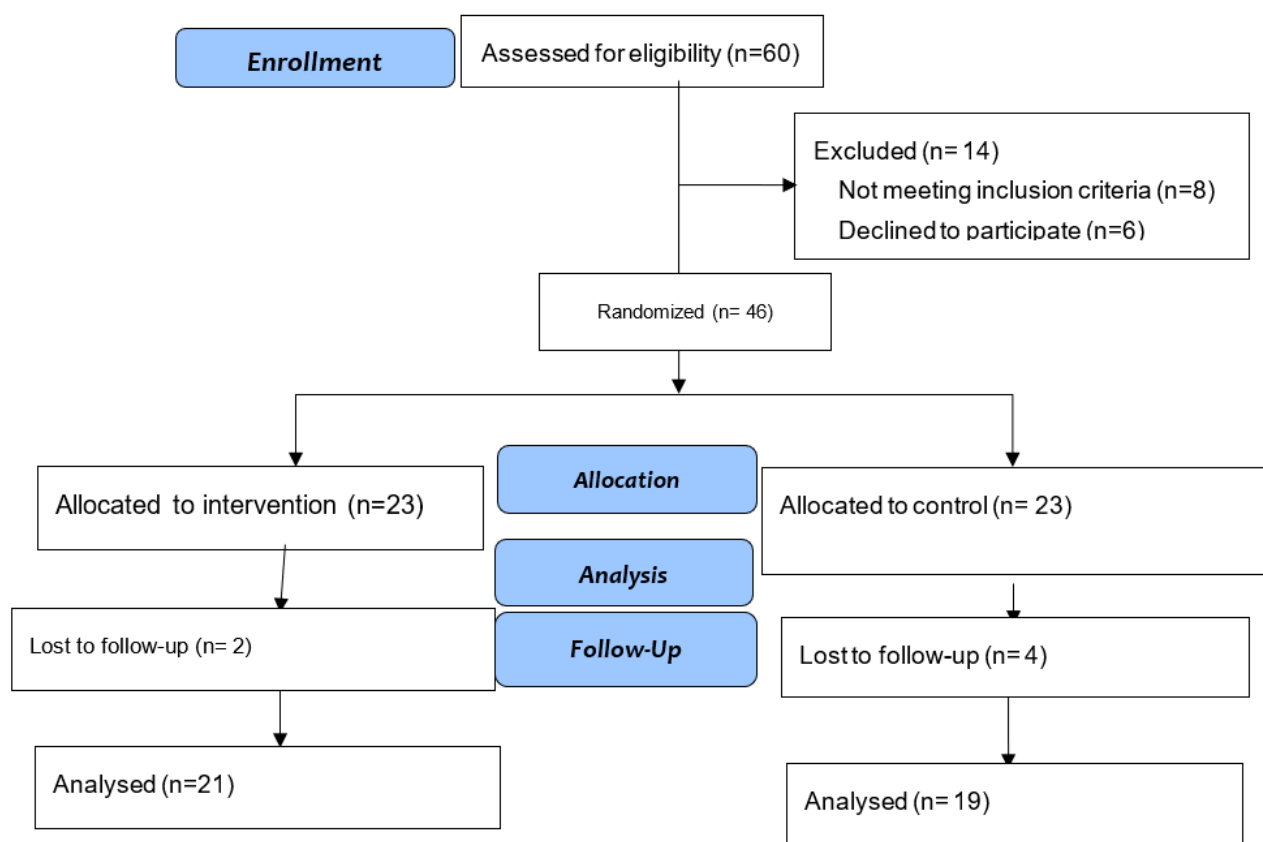 Enrollment
Assessed for eligibility (n=60)
Excluded (n= 14)
Not meeting inclusion criteria (n=8)
Declined to participate (n=6)
Randomized (n= 46)
Allocated to intervention (n=23)
Allocation
Allocated to control (n= 23)
Analysis
Lost to follow-up (n= 2)
Follow-Up
Lost to follow-up (n= 4)
Analysed (n=21)
Analysed (n= 19)